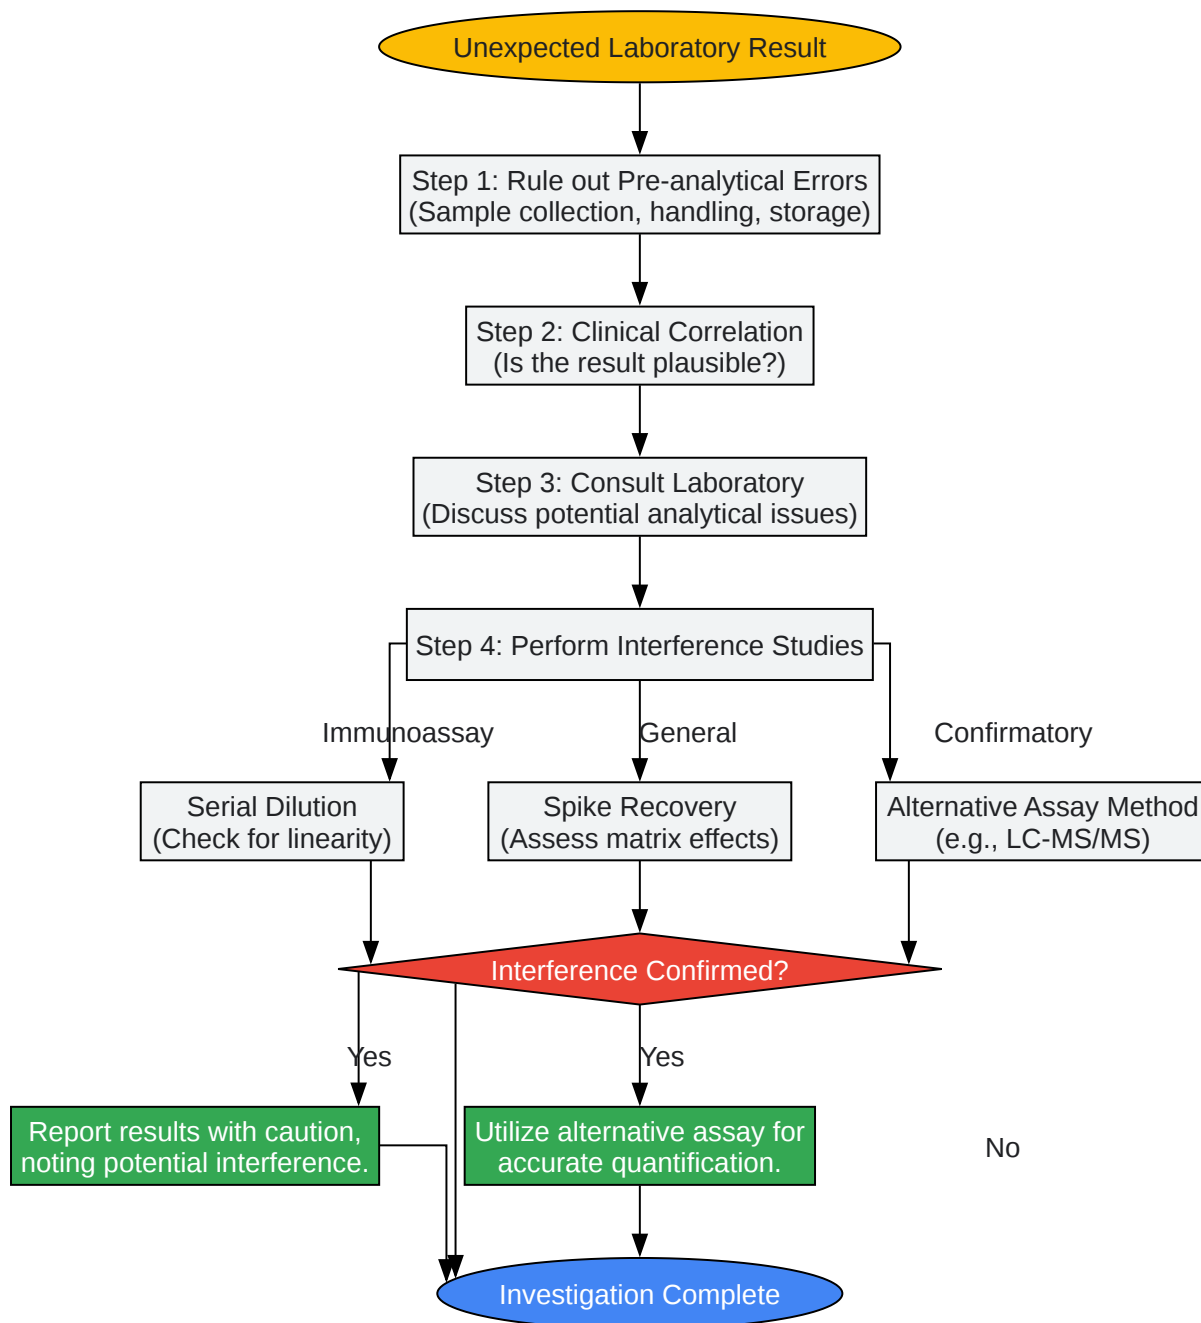 Unexpected Laboratory Result
Step 1: Rule out Pre-analytical Errors
(Sample collection, handling, storage)
Step 2: Clinical Correlation
(Is the result plausible?)
Step 3: Consult Laboratory
(Discuss potential analytical issues)
Step 4: Perform Interference Studies
Immunoassay
General
Confirmatory
Serial Dilution
(Check for linearity)
Spike Recovery
(Assess matrix effects)
Alternative Assay Method
(e.g., LC-MS/MS)
Interference Confirmed?
Yes
Yes
Report results with caution,
noting potential interference.
Utilize alternative assay for
accurate quantification.
No
Investigation Complete